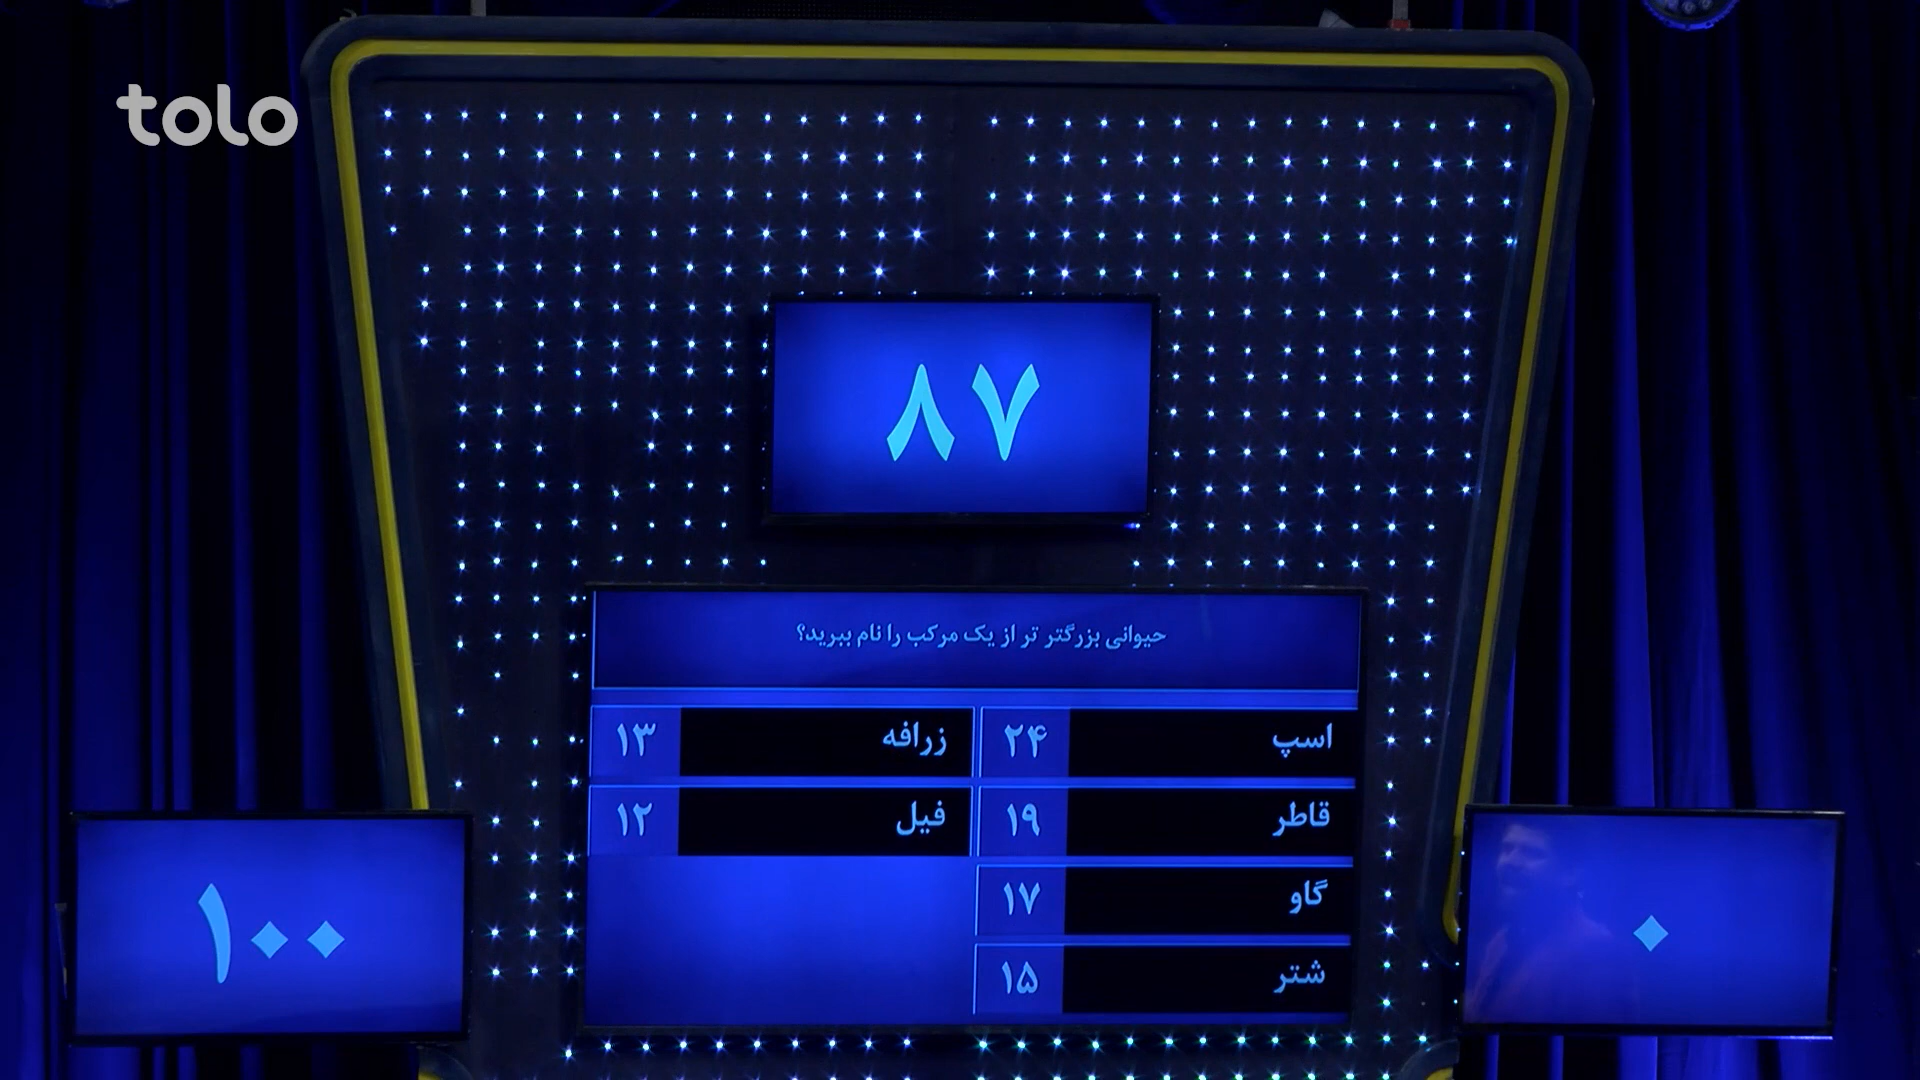 tolo
۸۷
حیوانی بزرگتر تر از یک مرکب را نام ببرید؟
اسپ ۲۴
زرافه ۱۳
قاطر ۱۹
فیل ۱۲
گاو ۱۷
شتر ۱۵
۱۰۰
۰